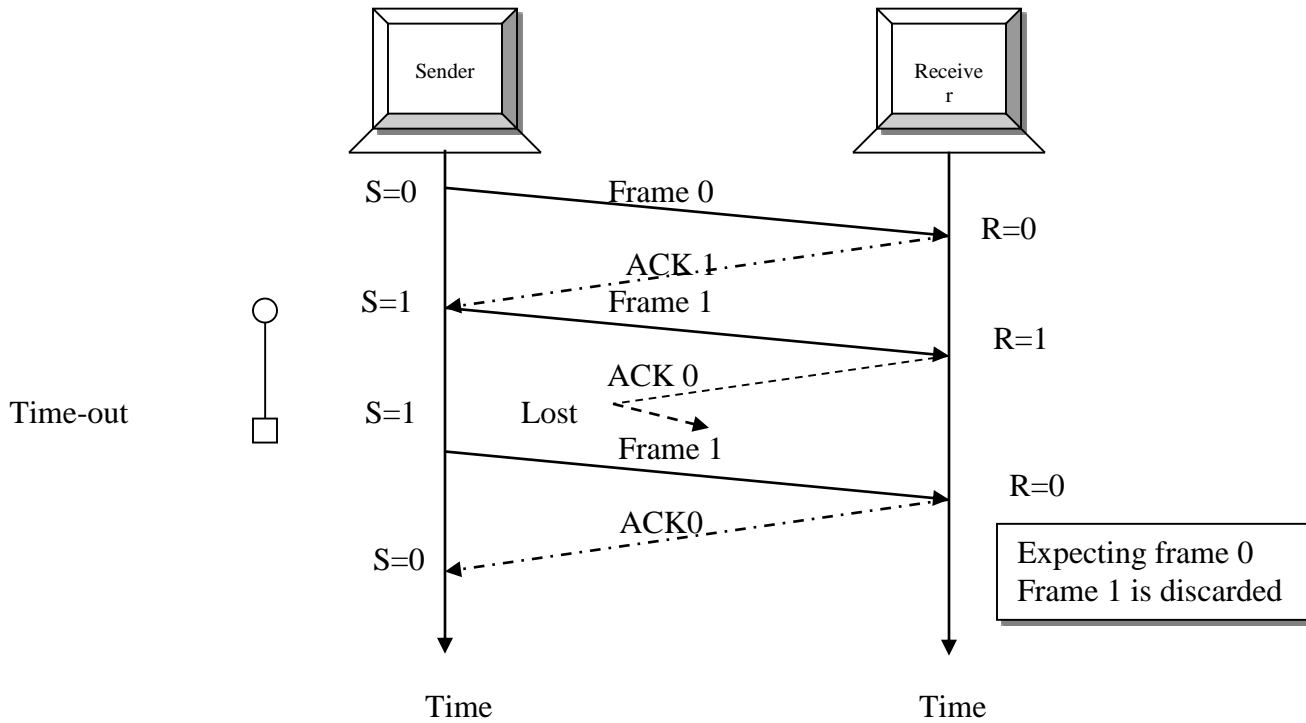 Sender
Receive
r
S=0
Frame 0
R=0
ACK 1
S=1
Frame 1
R=1
ACK 0
Time-out
S=1
Lost
Frame 1
R=0
ACK0
S=0
Expecting frame 0
Frame 1 is discarded
Time
Time